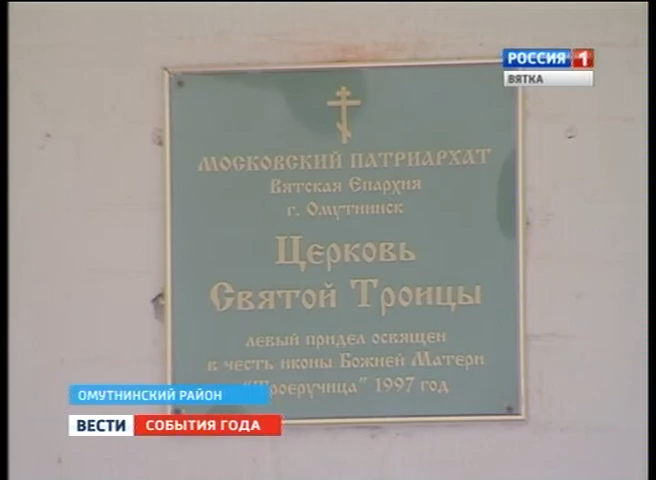 РОССИЯ 1
ВЯТКА
МОСКОВСКИЙ ПАТРИАРХАТ
Вятская Епархия
г. Омутнинск
Церковь
Святой Троицы
левый придел освящен
в честь иконы Божией Матери
"Троеручица" 1997 год
ОМУТНИНСКИЙ РАЙОН
ВЕСТИ СОБЫТИЯ ГОДА